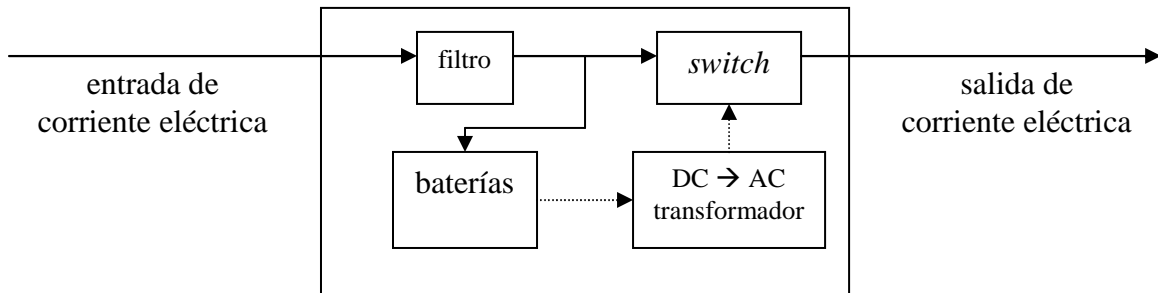 filtro
switch
entrada de
corriente eléctrica
salida de
corriente eléctrica
baterías
DC → AC
transformador